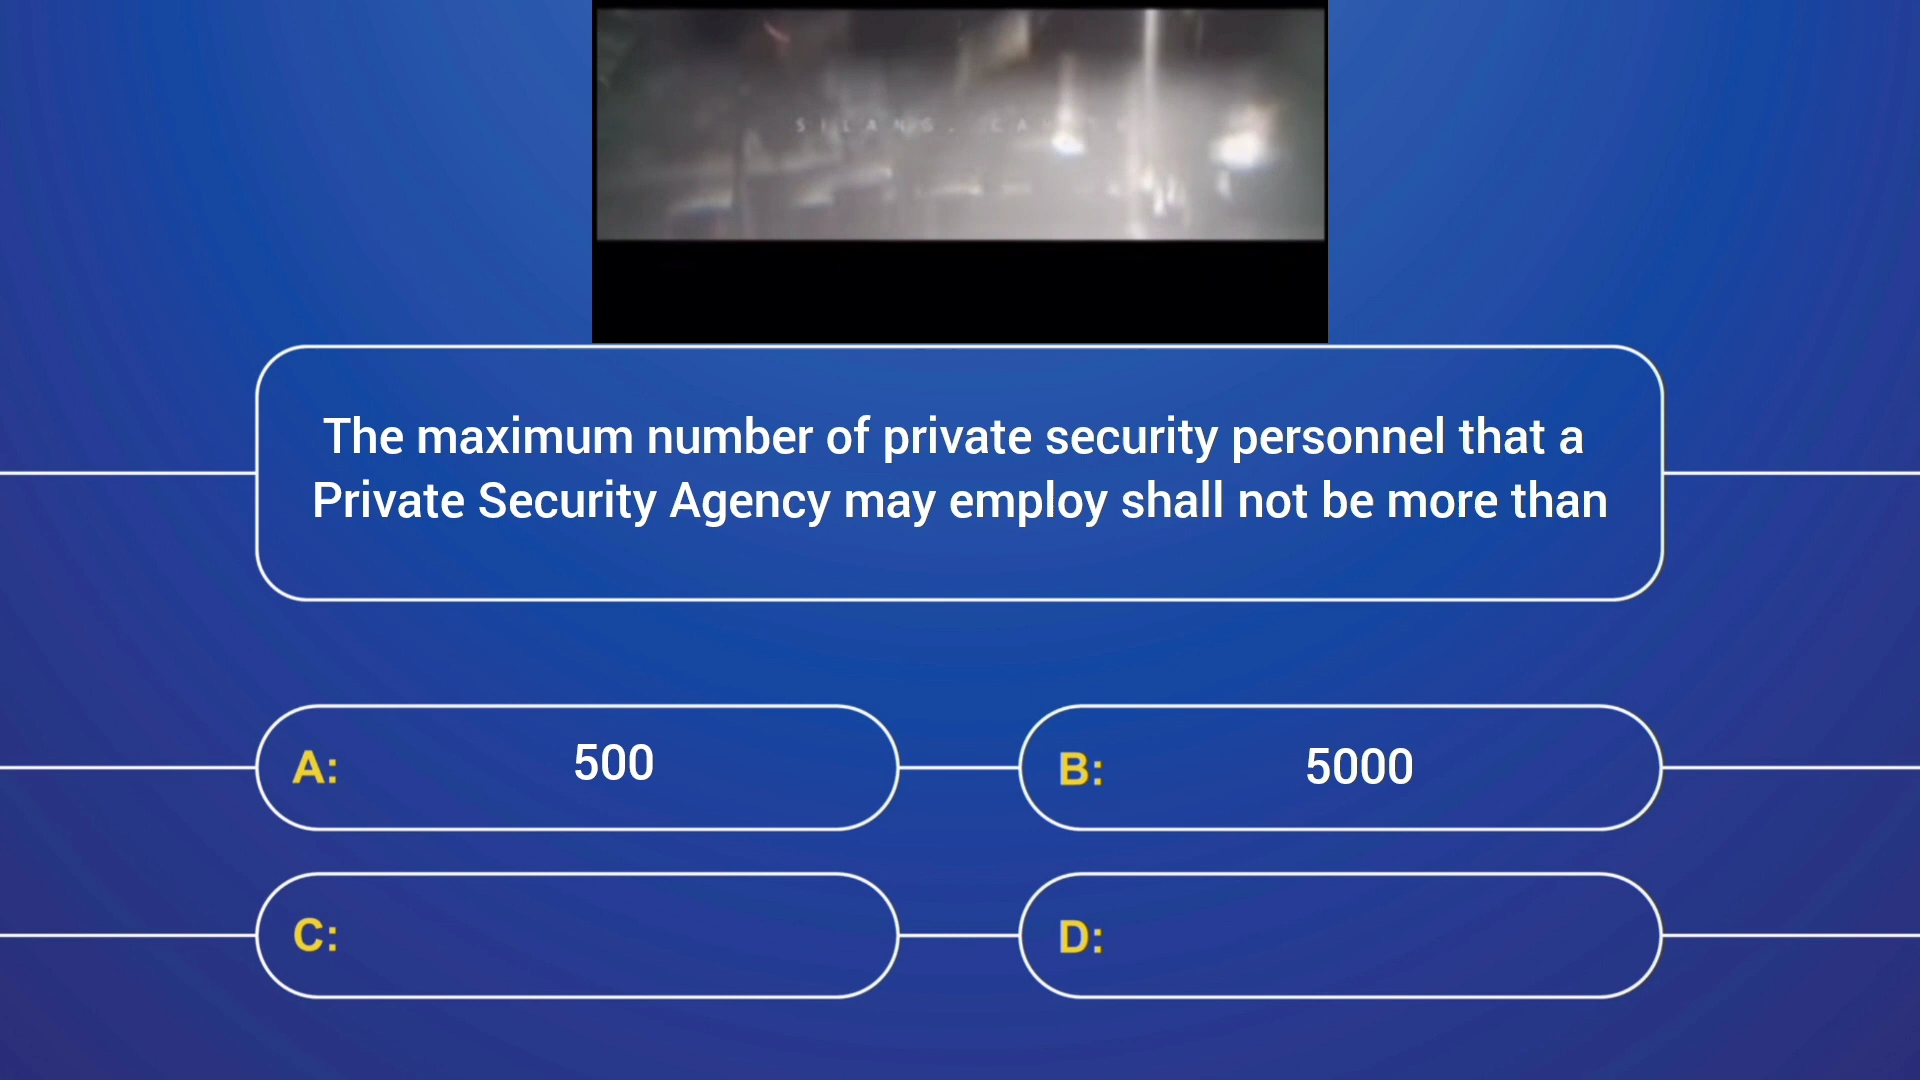 SILANG,
The maximum number of private security personnel that a
Private Security Agency may employ shall not be more than
A: 500
B: 5000
C:
D: